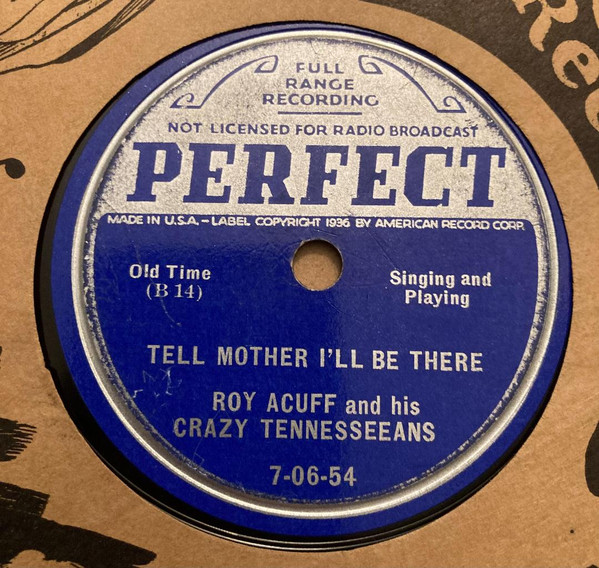 FULL
RANGE
RECORDING
NOT LICENSED FOR RADIO BROADCAST
PERFECT
MADE IN U.S.A. - LABEL COPYRIGHT 1936 BY AMERICAN RECORD CORP.
Old Time
(B 14)
Singing and
Playing
TELL MOTHER I'LL BE THERE
ROY ACUFF and his
CRAZY TENNESSEEANS
7-06-54